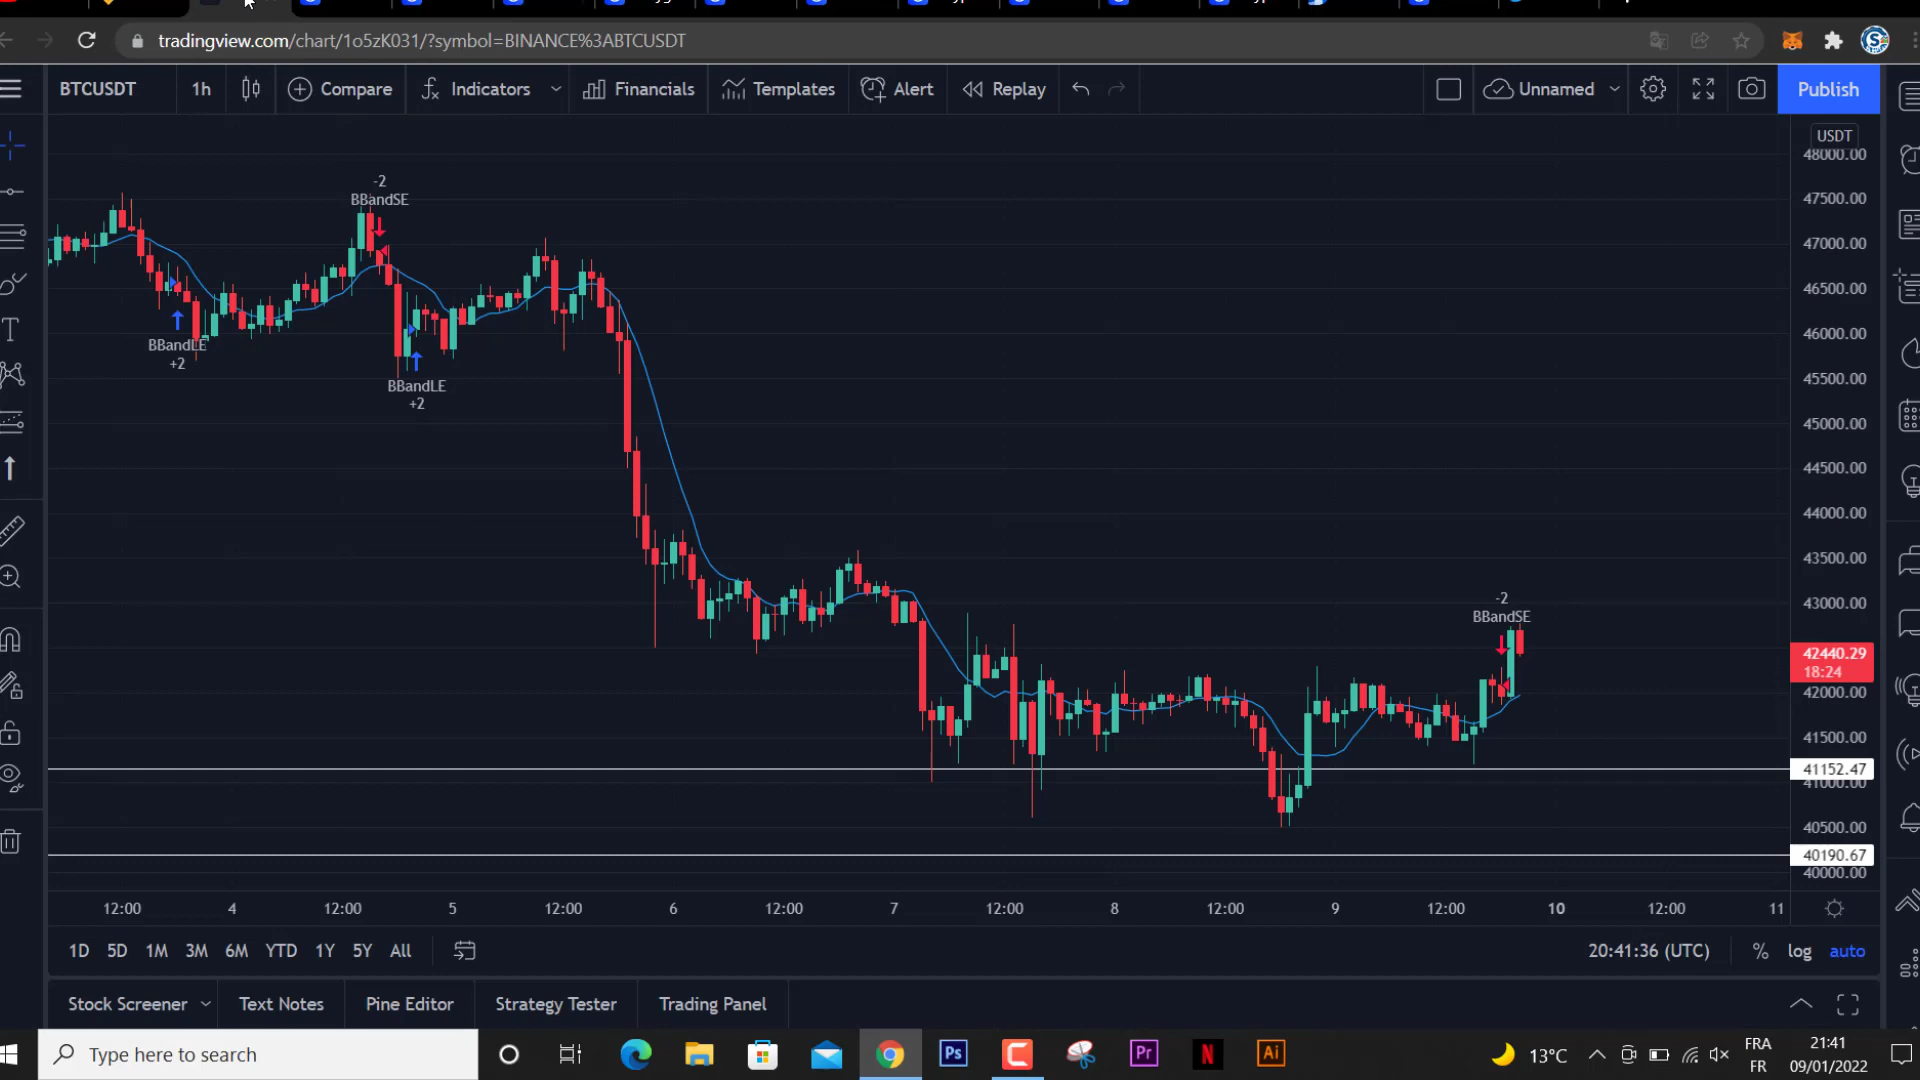 tradingview.com/chart/1o5zK031/?symbol=BINANCE%3ABTCUSDT
BTCUSDT 1h Compare Indicators Financials Templates Alert Replay Unnamed Publish
USDT
48000.00
47500.00
47000.00
46500.00
46000.00
45500.00
45000.00
44500.00
44000.00
43500.00
43000.00
42440.29
18:24
42000.00
41500.00
41152.47
41000.00
40500.00
40190.67
40000.00
-2
BBandSE
BBandLE
+2
BBandLE
+2
-2
BBandSE
12:00 4 12:00 5 12:00 6 12:00 7 12:00 8 12:00 9 12:00 10 12:00 11
1D 5D 1M 3M 6M YTD 1Y 5Y All 20:41:36 (UTC) % log auto
Stock Screener Text Notes Pine Editor Strategy Tester Trading Panel
Type here to search Ps Pr N Ai 13°C FRA 21:41
FR 09/01/2022